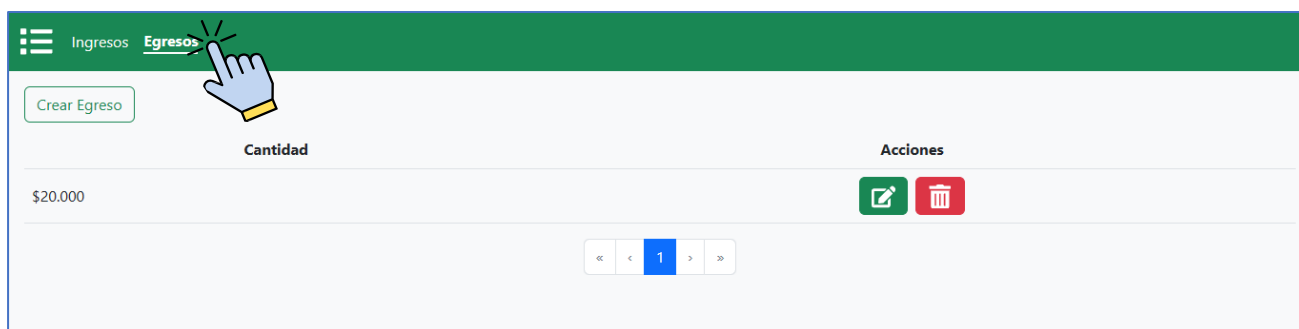 Ingresos Egresos
Crear Egreso
Cantidad Acciones
$20.000
« ‹ 1 › »